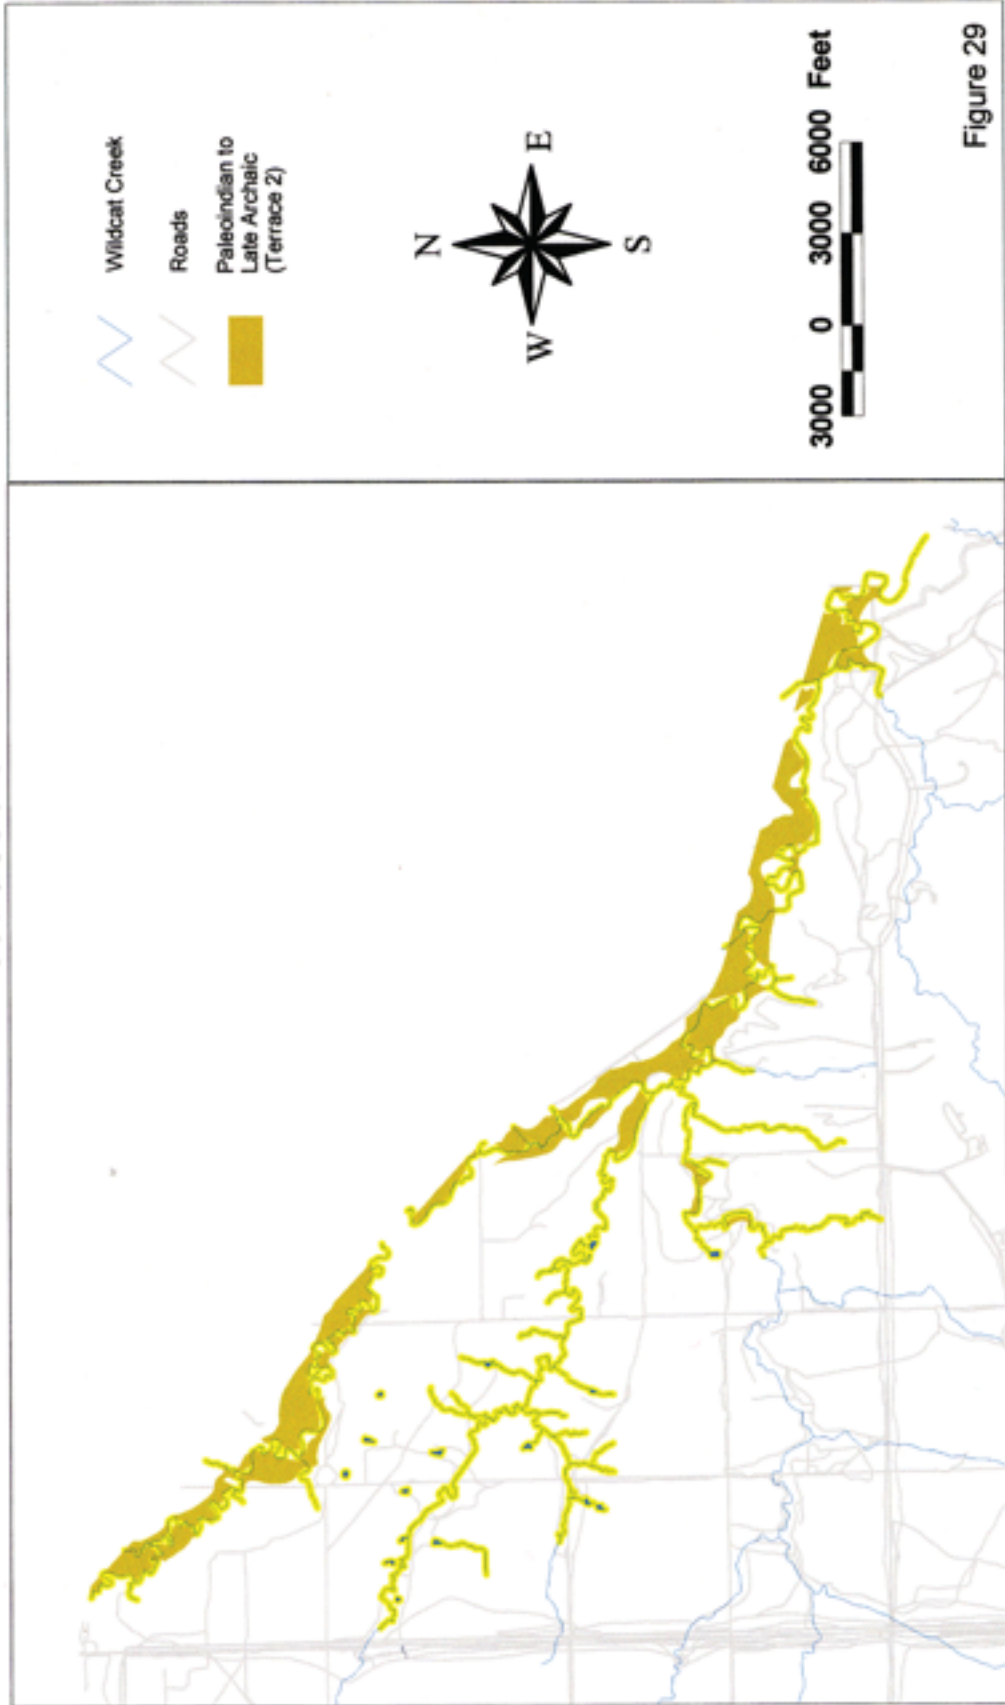 Wildcat Creek
Roads
Paleoindian to
Late Archaic
(Terrace 2)
N
W
E
S
3000 0 3000 6000 Feet
Figure 29